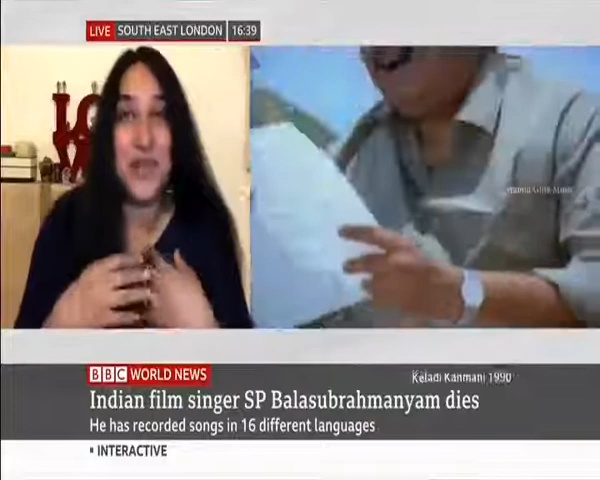 LIVE SOUTH EAST LONDON 16:39
BBC WORLD NEWS
Keladi Kanmani 1990
Indian film singer SP Balasubrahmanyam dies
He has recorded songs in 16 different languages
INTERACTIVE